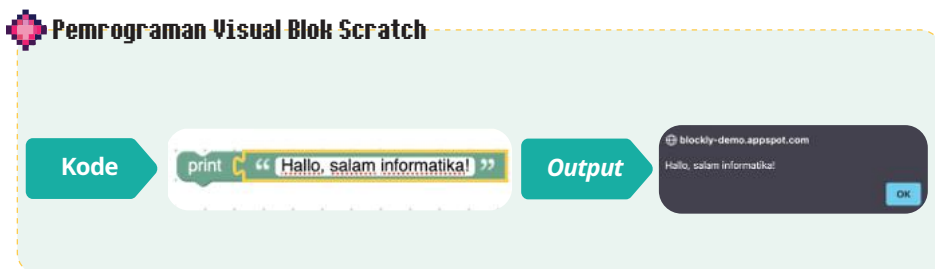 Pemrograman Visual Blok Scratch
Kode
print “ Hallo, salam informatika! ”
Output
blockly-demo.appspot.com
Hallo, salam informatika!
OK